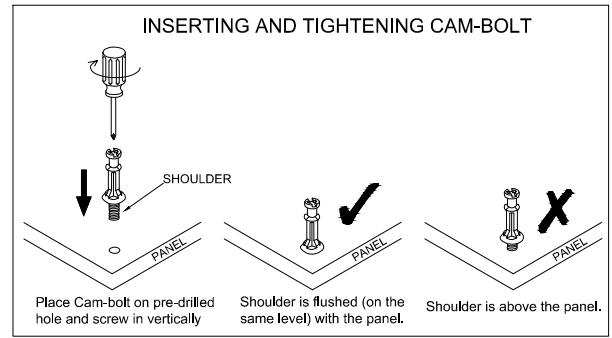 INSERTING AND TIGHTENING CAM-BOLT
SHOULDER
PANEL
Place Cam-bolt on pre-drilled
hole and screw in vertically
PANEL
Shoulder is flushed (on the
same level) with the panel.
PANEL
Shoulder is above the panel.